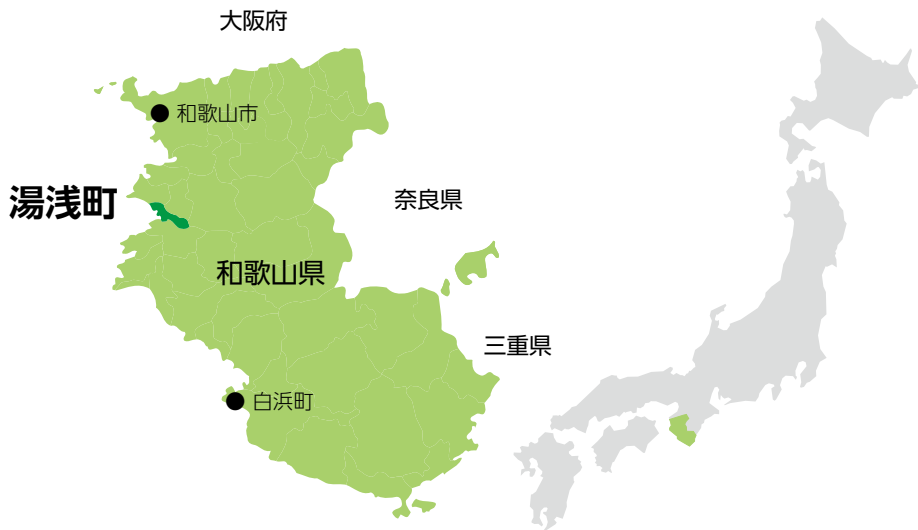 大阪府
和歌山市
湯浅町
奈良県
和歌山県
三重県
白浜町